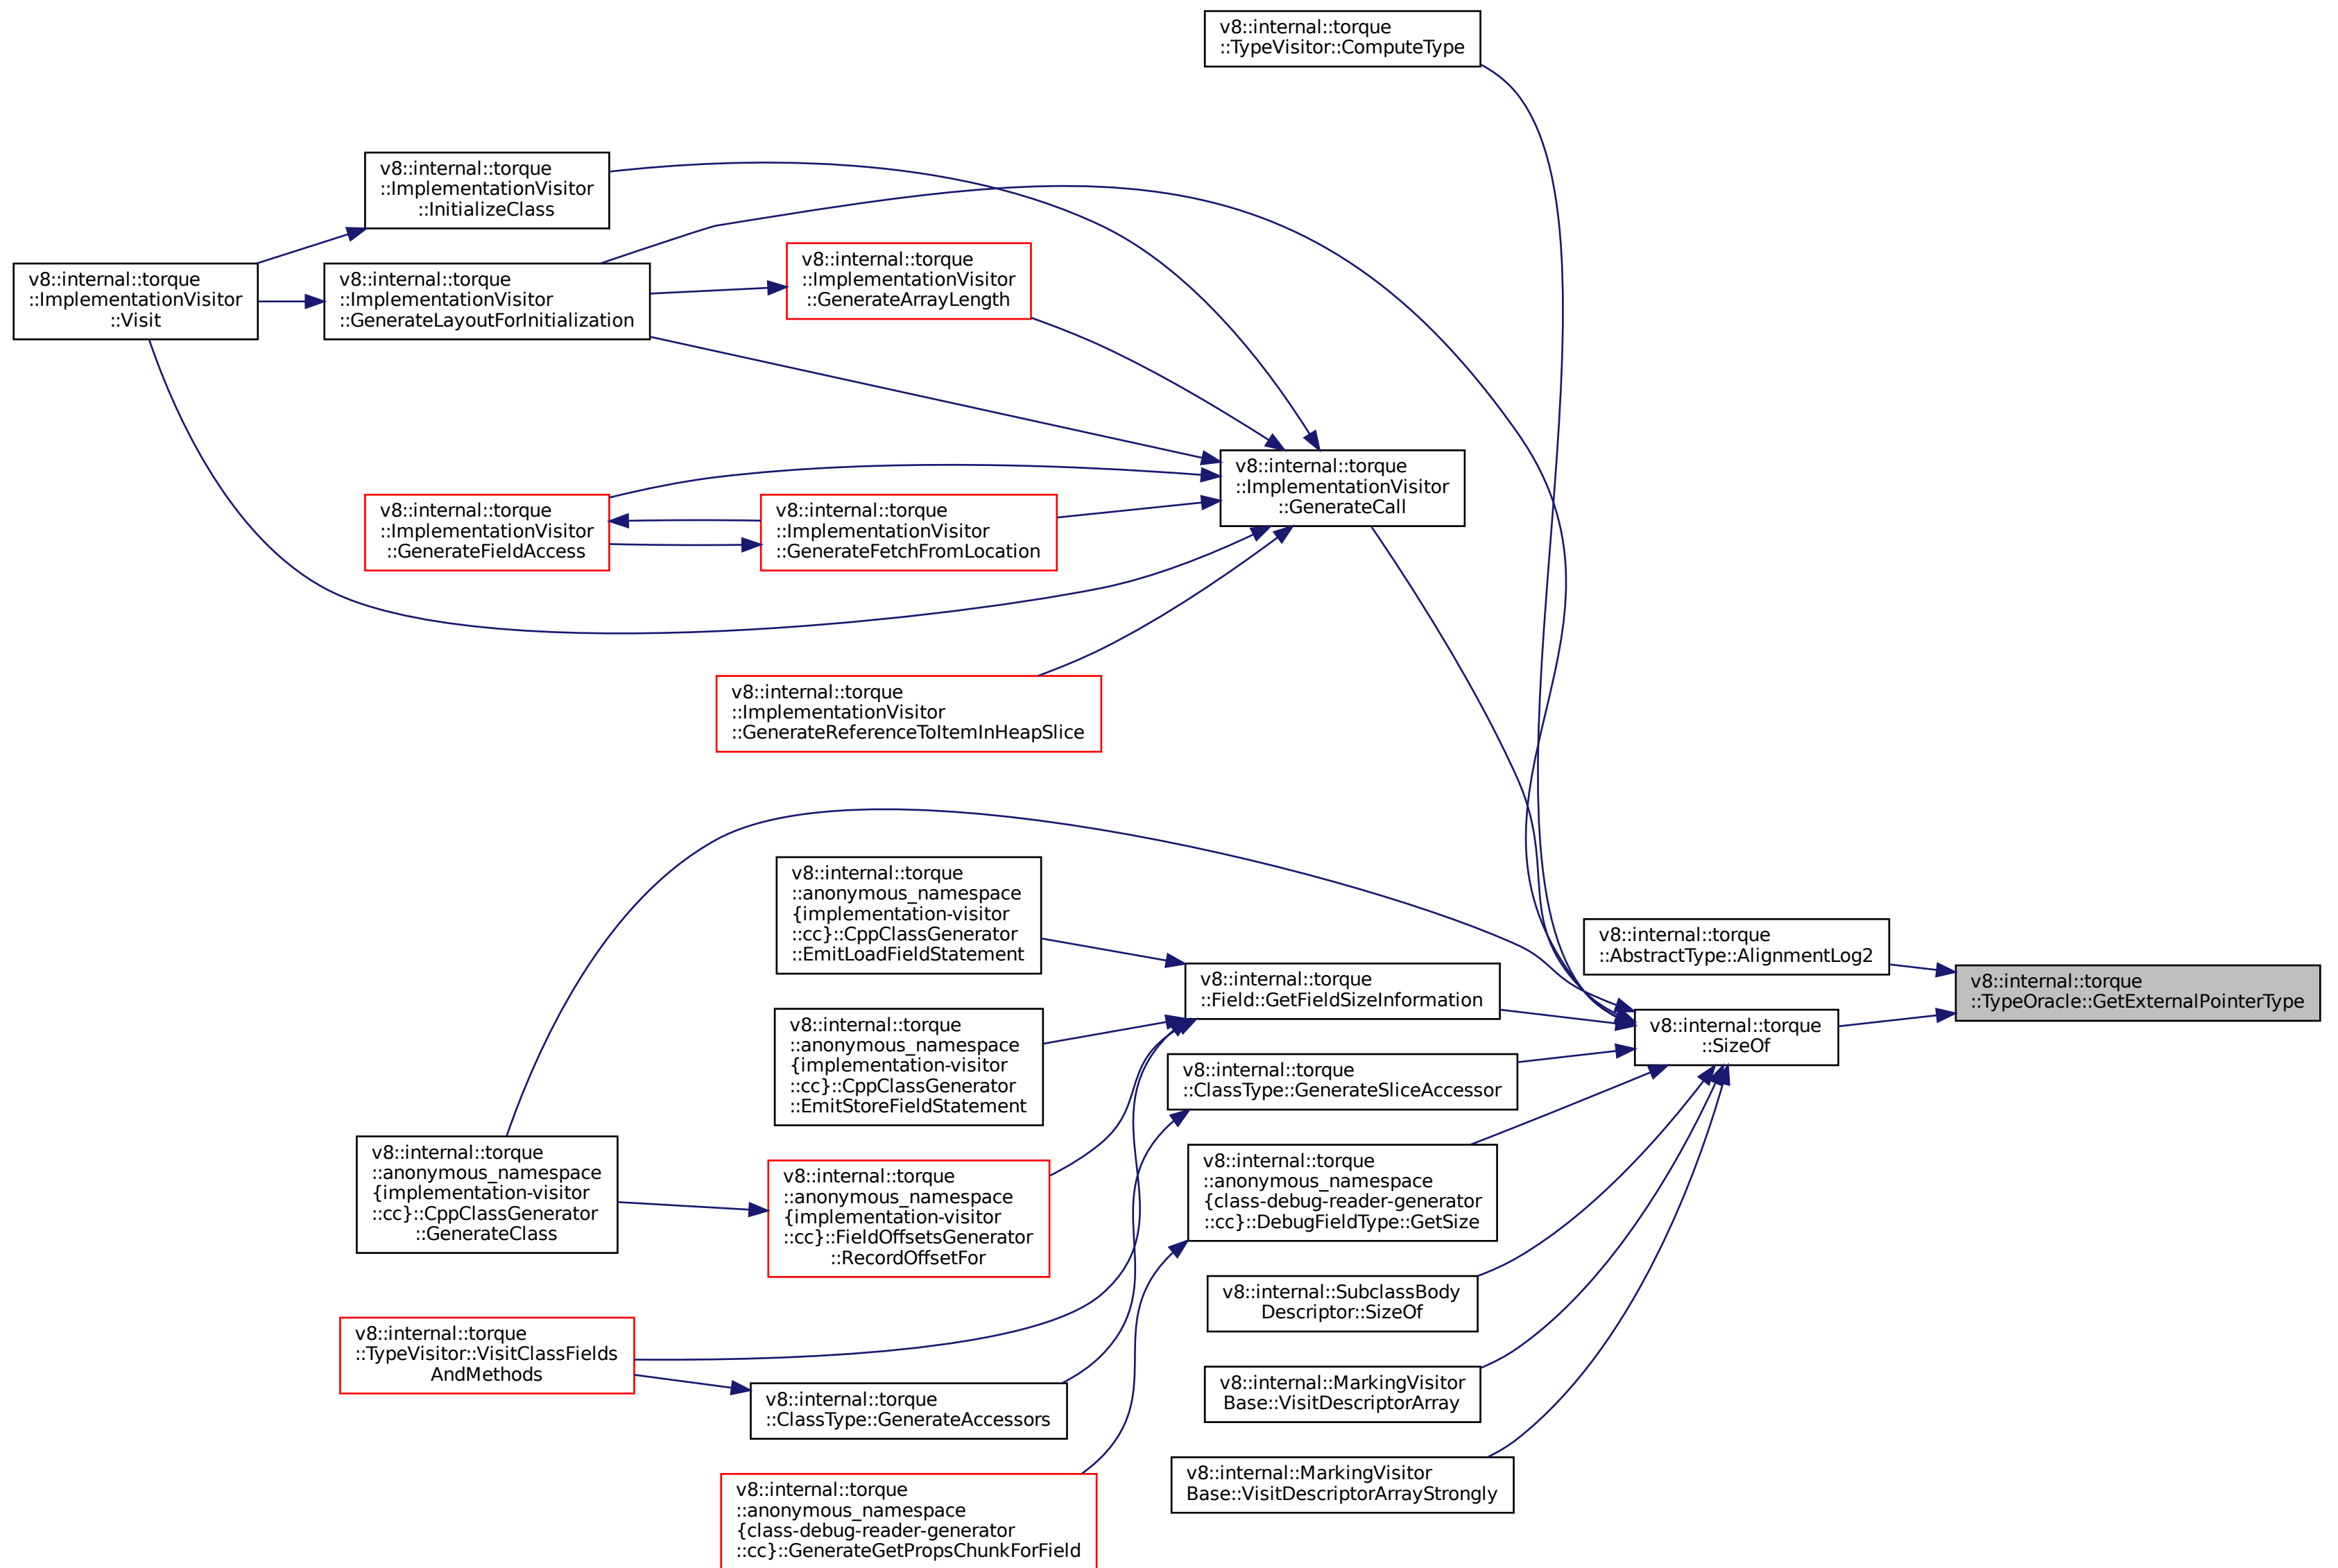 v8::internal::torque
::TypeVisitor::ComputeType
v8::internal::torque
::ImplementationVisitor
::InitializeClass
v8::internal::torque
::ImplementationVisitor
::Visit
v8::internal::torque
::ImplementationVisitor
::GenerateLayoutForInitialization
v8::internal::torque
::ImplementationVisitor
::GenerateArrayLength
v8::internal::torque
::ImplementationVisitor
::GenerateCall
v8::internal::torque
::ImplementationVisitor
::GenerateFieldAccess
v8::internal::torque
::ImplementationVisitor
::GenerateFetchFromLocation
v8::internal::torque
::ImplementationVisitor
::GenerateReferenceToItemInHeapSlice
v8::internal::torque
::anonymous_namespace
{implementation-visitor
::cc}::CppClassGenerator
::EmitLoadFieldStatement
v8::internal::torque
::AbstractType::AlignmentLog2
v8::internal::torque
::TypeOracle::GetExternalPointerType
v8::internal::torque
::Field::GetFieldSizeInformation
v8::internal::torque
::SizeOf
v8::internal::torque
::anonymous_namespace
{implementation-visitor
::cc}::CppClassGenerator
::EmitStoreFieldStatement
v8::internal::torque
::ClassType::GenerateSliceAccessor
v8::internal::torque
::anonymous_namespace
{implementation-visitor
::cc}::CppClassGenerator
::GenerateClass
v8::internal::torque
::anonymous_namespace
{implementation-visitor
::cc}::FieldOffsetsGenerator
::RecordOffsetFor
v8::internal::torque
::anonymous_namespace
{class-debug-reader-generator
::cc}::DebugFieldType::GetSize
v8::internal::SubclassBody
Descriptor::SizeOf
v8::internal::torque
::TypeVisitor::VisitClassFields
AndMethods
v8::internal::torque
::ClassType::GenerateAccessors
v8::internal::MarkingVisitor
Base::VisitDescriptorArray
v8::internal::MarkingVisitor
Base::VisitDescriptorArrayStrongly
v8::internal::torque
::anonymous_namespace
{class-debug-reader-generator
::cc}::GenerateGetPropsChunkForField